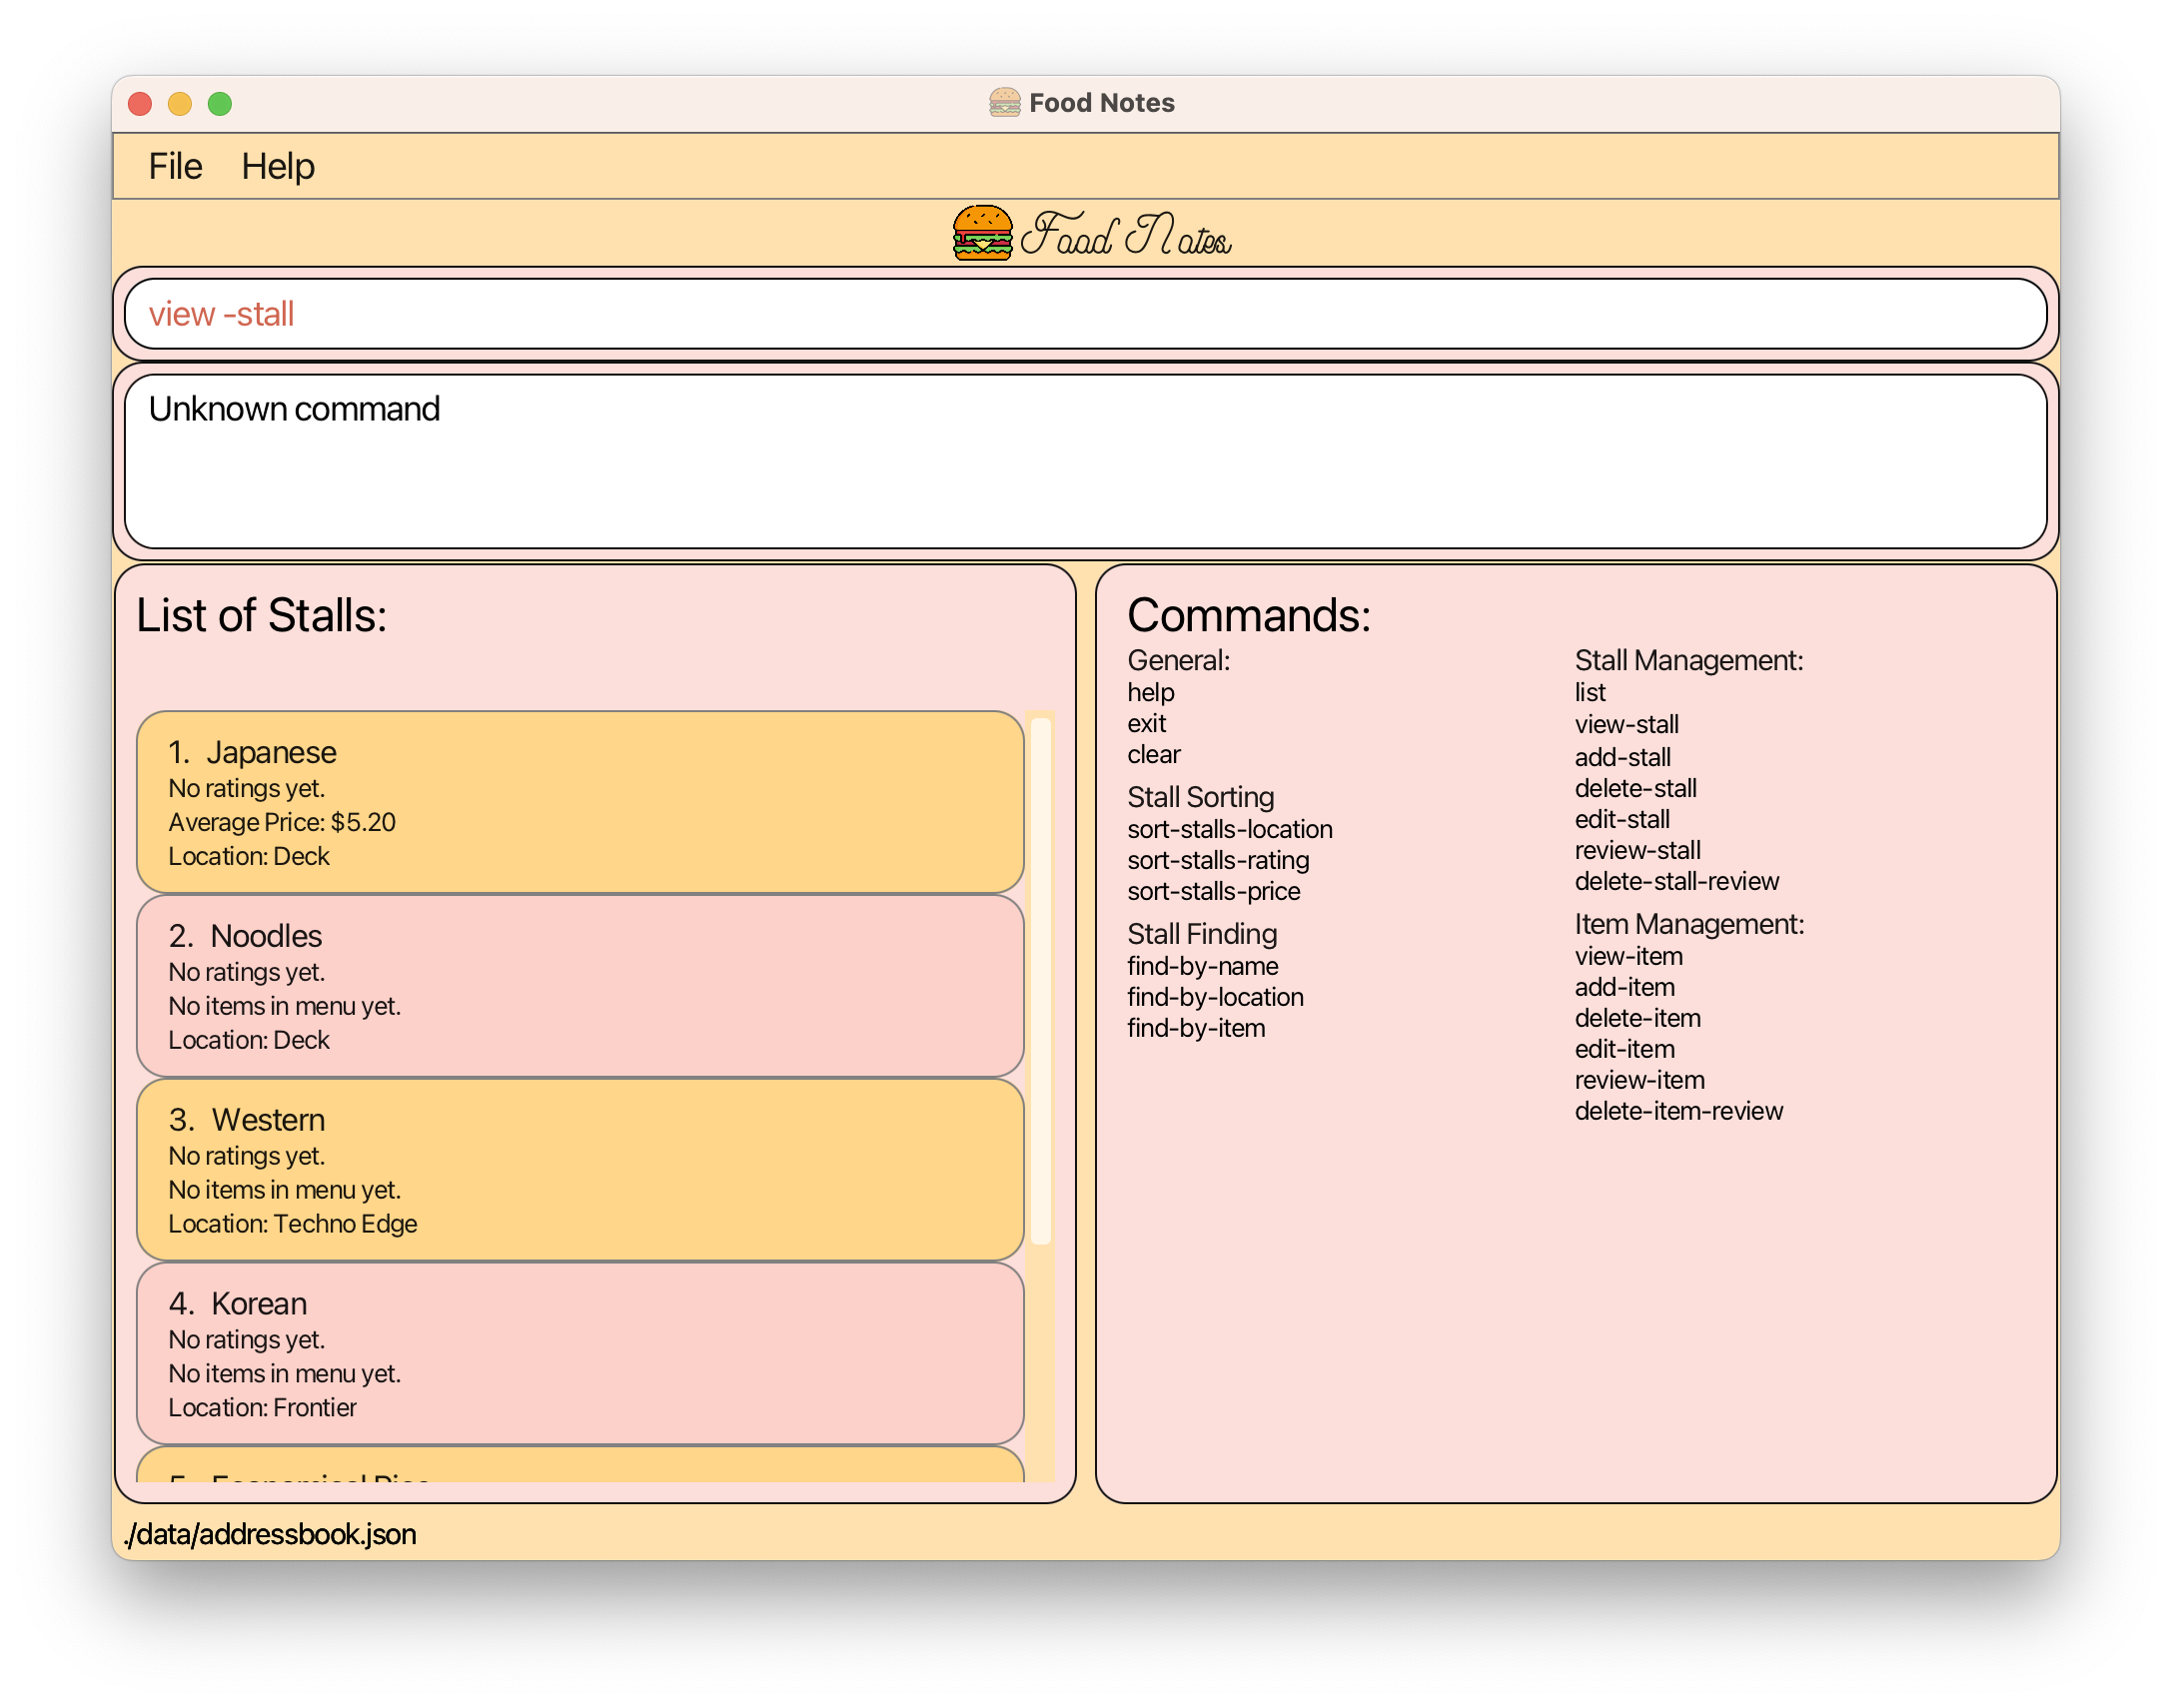 Food Notes
File Help
Food Notes
view -stall
Unknown command
List of Stalls:
1. Japanese
No ratings yet.
Average Price: $5.20
Location: Deck
2. Noodles
No ratings yet.
No items in menu yet.
Location: Deck
3. Western
No ratings yet.
No items in menu yet.
Location: Techno Edge
4. Korean
No ratings yet.
No items in menu yet.
Location: Frontier
5. Economical Rice
Commands:
General:
help
exit
clear
Stall Sorting
sort-stalls-location
sort-stalls-rating
sort-stalls-price
Stall Finding
find-by-name
find-by-location
find-by-item
Stall Management:
list
view-stall
add-stall
delete-stall
edit-stall
review-stall
delete-stall-review
Item Management:
view-item
add-item
delete-item
edit-item
review-item
delete-item-review
./data/addressbook.json